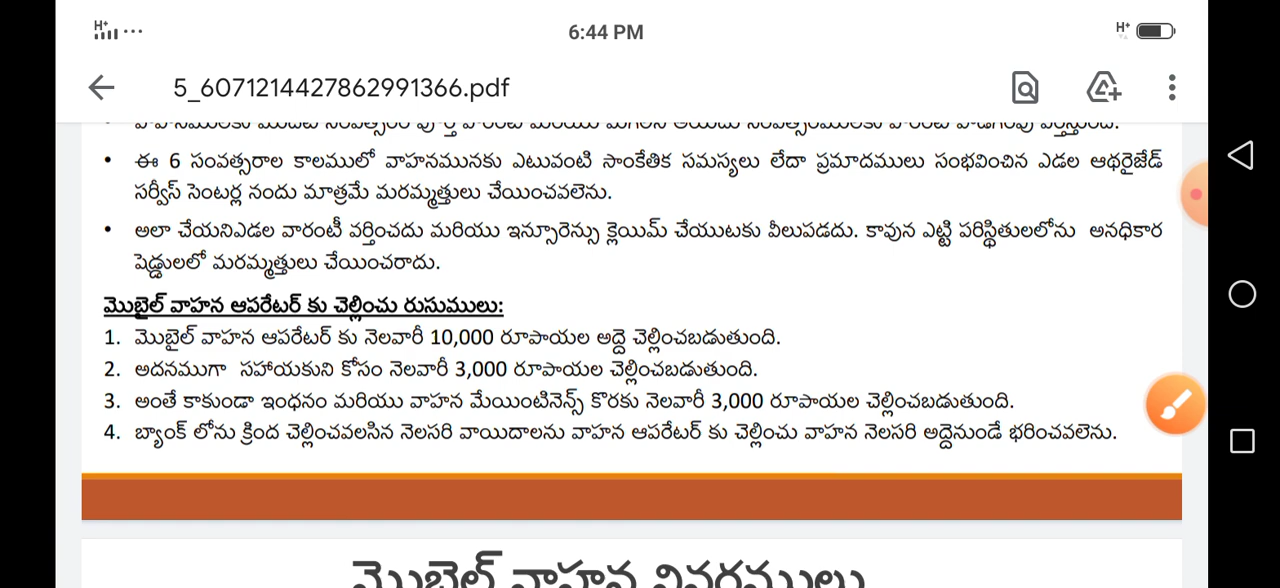 H+
6:44 PM
H+
5_6071214427862991366.pdf
• ఈ 6 సంవత్సరాల కాలములో వాహనమునకు ఎటువంటి సాంకేతిక సమస్యలు లేదా ప్రమాదములు సంభవించిన ఎడల ఆథరైజేడ్
సర్వీస్ సెంటర్ల నందు మాత్రమే మరమ్మత్తులు చేయించవలెను.
• అలా చేయనిఎడల వారంటీ వర్తించదు మరియు ఇన్సూరెన్సు క్లెయిమ్ చేయుటకు వీలుపడదు. కావున ఎట్టి పరిస్థితులలోను అనధికార
షెడ్డులలో మరమ్మత్తులు చేయించరాదు.
మొబైల్ వాహన ఆపరేటర్ కు చెల్లించు రుసుములు:
1. మొబైల్ వాహన ఆపరేటర్ కు నెలవారీ 10,000 రూపాయల అద్దె చెల్లించబడుతుంది.
2. అదనముగా సహాయకుని కోసం నెలవారీ 3,000 రూపాయల చెల్లించబడుతుంది.
3. అంతే కాకుండా ఇంధనం మరియు వాహన మేయింటినెన్స్ కొరకు నెలవారీ 3,000 రూపాయల చెల్లించబడుతుంది.
4. బ్యాంక్ లోను క్రింద చెల్లించవలసిన నెలసరి వాయిదాలను వాహన ఆపరేటర్ కు చెల్లించు వాహన నెలసరి అద్దెనుండే భరించవలెను.
మొబైల్ వాహన వివరములు